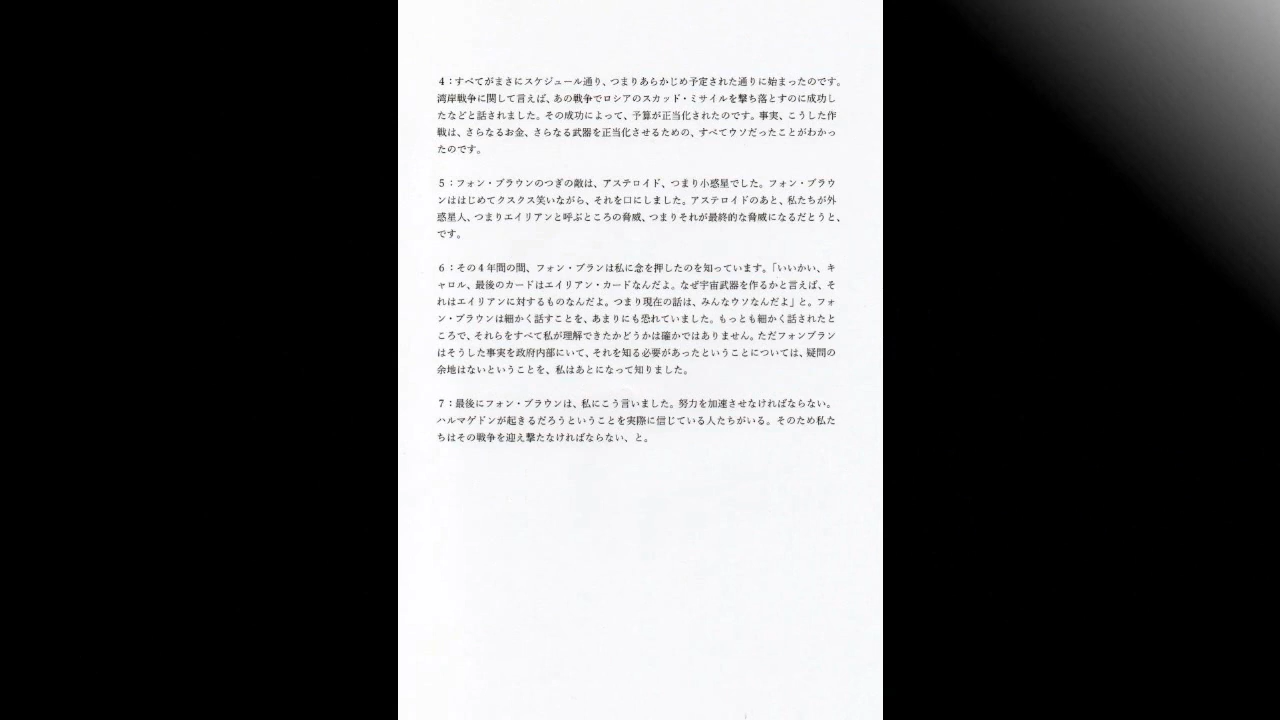 4：すべてがまさにスケジュール通り、つまりあらかじめ予定された通りに始まったのです。
湾岸戦争に関して言えば、あの戦争でロシアのスカッド・ミサイルを撃ち落とすのに成功し
たなどと話されました。その成功によって、予算が正当化されたのです。事実、こうした作
戦は、さらなるお金、さらなる武器を正当化させるための、すべてウソだったことがわかっ
たのです。
5：フォン・ブラウンのつぎの敵は、アステロイド、つまり小惑星でした。フォン・ブラウ
ンははじめてクスクス笑いながら、それを口にしました。アステロイドのあと、私たちが外
惑星人、つまりエイリアンと呼ぶところの脅威、つまりそれが最終的な脅威になるだとうと、
です。
6：その4年間の間、フォン・ブランは私に念を押したのを知っています。「いいかい、キ
ャロル、最後のカードはエイリアン・カードなんだよ。なぜ宇宙武器を作るかと言えば、そ
れはエイリアンに対するものなんだよ。つまり現在の話は、みんなウソなんだよ」と。フォ
ン・ブラウンは細かく話すことを、あまりにも恐れていました。もっとも細かく話されたと
ころで、それらをすべて私が理解できたかどうかは確かではありません。ただフォンブラン
はそうした事実を政府内部にいて、それを知る必要があったということについては、疑問の
余地はないということを、私はあとになって知りました。
7：最後にフォン・ブラウンは、私にこう言いました。努力を加速させなければならない。
ハルマゲドンが起きるだろうということを実際に信じている人たちがいる。そのため私た
ちはその戦争を迎え撃たなければならない、と。